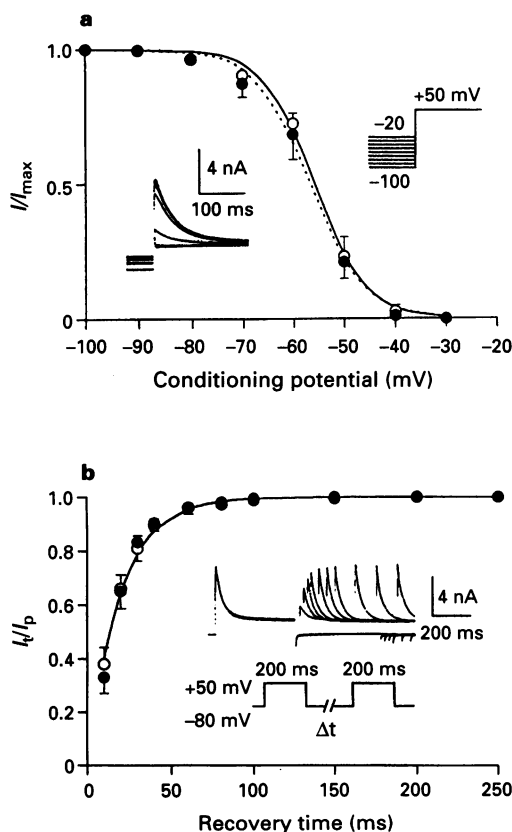 a
1.0
0.5
0
I/Imax
+50 mV
−20
−100
4 nA
100 ms
−100 −90 −80 −70 −60 −50 −40 −30 −20
Conditioning potential (mV)
b
1.0
0.8
0.6
0.4
0.2
0
It/Ip
4 nA
200 ms
200 ms 200 ms
+50 mV
−80 mV
Δt
0 50 100 150 200 250
Recovery time (ms)